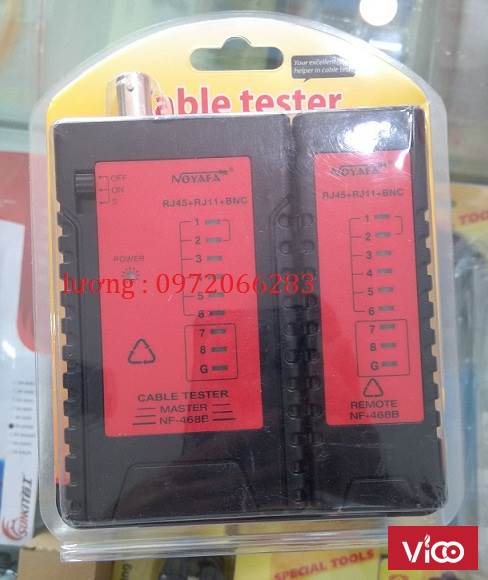 Your excellent
helper in cable
able tester
NOYAFA
OFF
ON
S
RJ45+RJ11+BNC
1
2
3
4
5
6
7
8
G
POWER
CABLE TESTER
MASTER
NF-468B
NOYAFA
RJ45+RJ11+BNC
1
2
3
4
5
6
7
8
G
REMOTE
NF-468B
lương : 0972066283
TOO
SPECIAL TOOLS
VICO